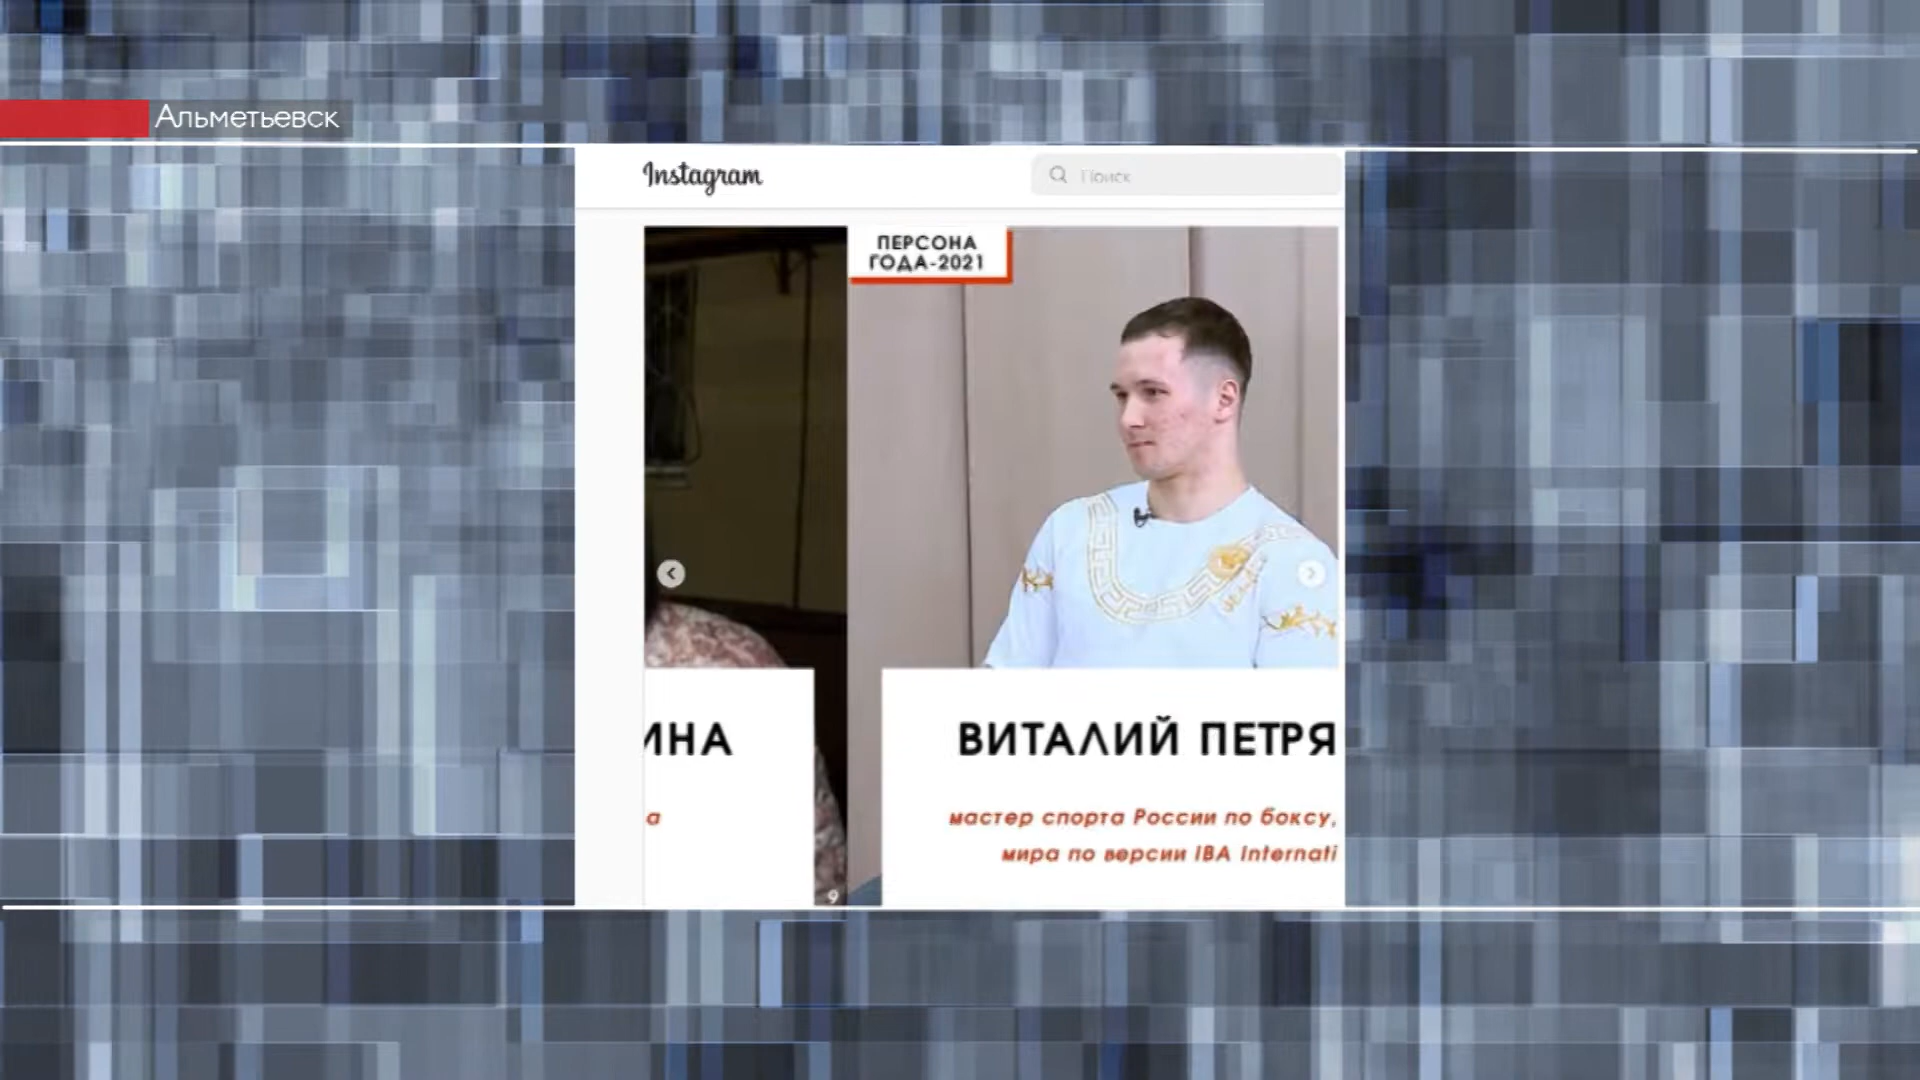 Альметьевск
Instagram
Поиск
ПЕРСОНА
ГОДА-2021
ИНА
ВИТАЛИЙ ПЕТРЯ
а
мастер спорта России по боксу,
мира по версии IBA Internati
9